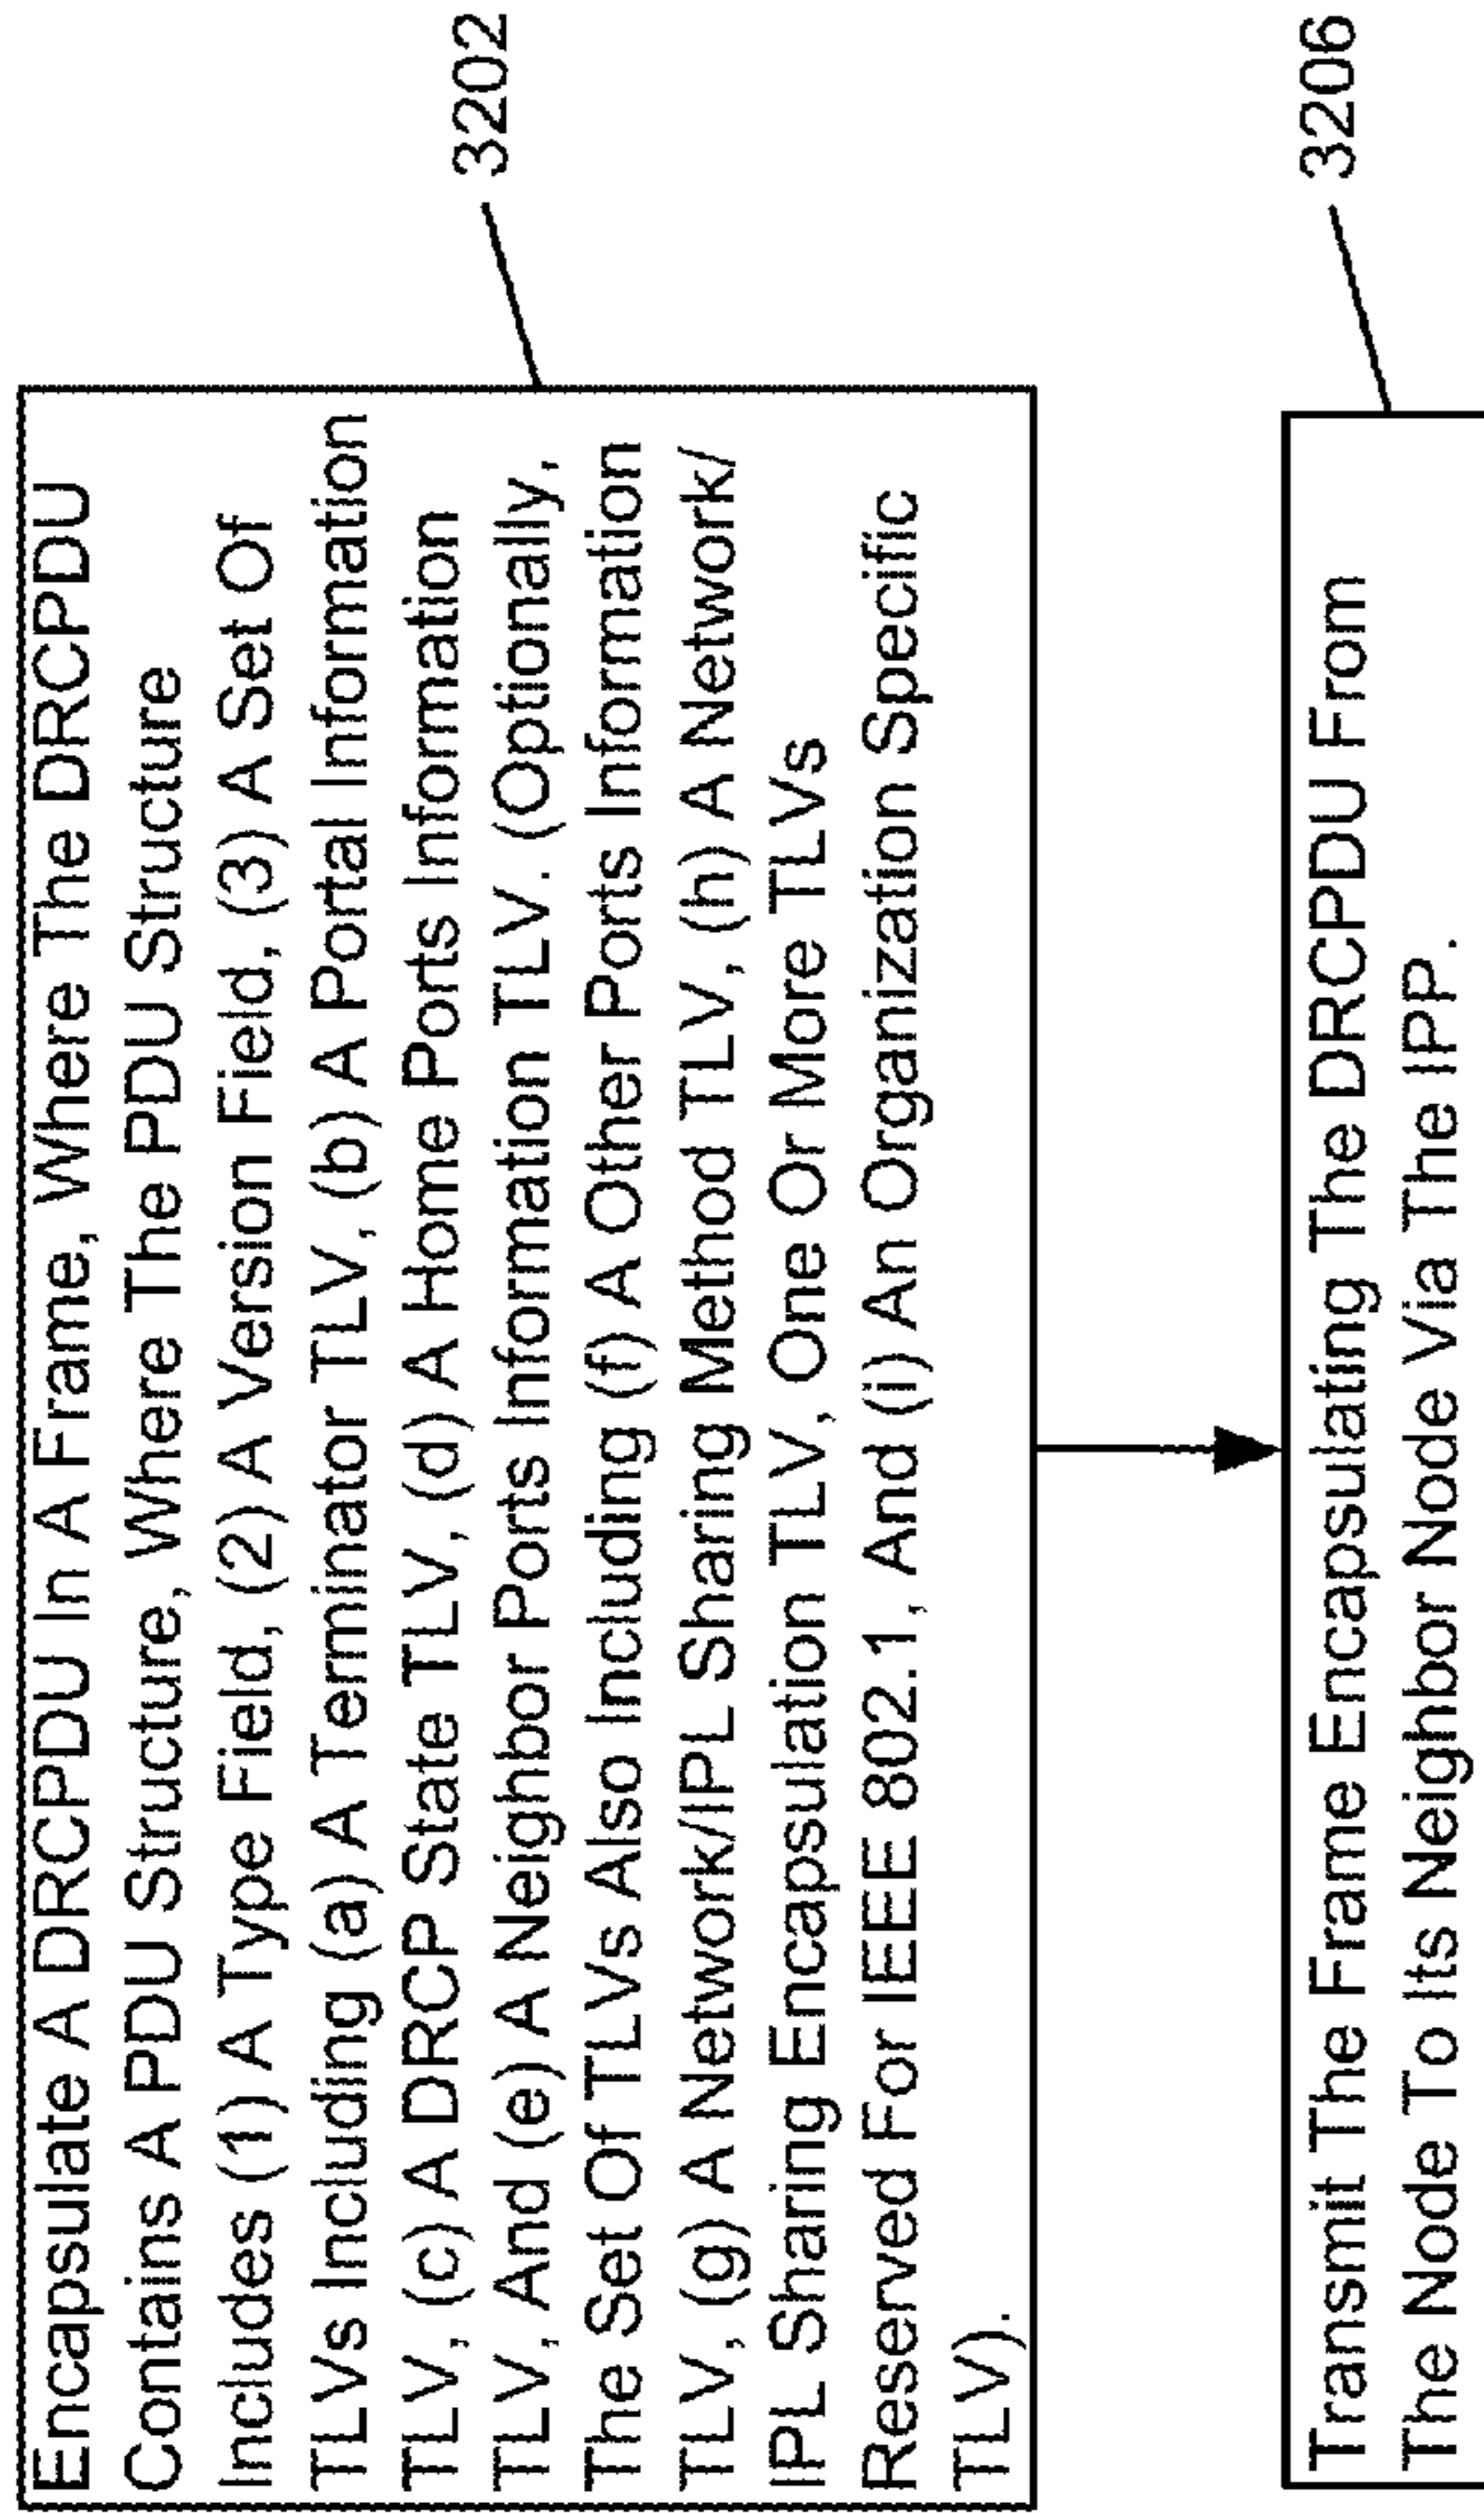 Encapsulate A DRCPDU In A Frame, Where The DRCPDU
Contains A PDU Structure, Where The PDU Structure
Includes (1) A Type Field, (2) A Version Field, (3) A Set Of
TLVs Including (a) A Terminator TLV, (b) A Portal Information
TLV, (c) A DRCP State TLV, (d) A Home Ports Information
TLV, And (e) A Neighbor Ports Information TLV. (Optionally,
The Set Of TLVs Also Including (f) A Other Ports Information
TLV, (g) A Network/IPL Sharing Method TLV, (h) A Network/
IPL Sharing Encapsulation TLV, One Or More TLVs
Reserved For IEEE 802.1, And (i) An Organization Specific
TLV).
3202
Transmit The Frame Encapsulating The DRCPDU From
The Node To Its Neighbor Node Via The IPP.
3206